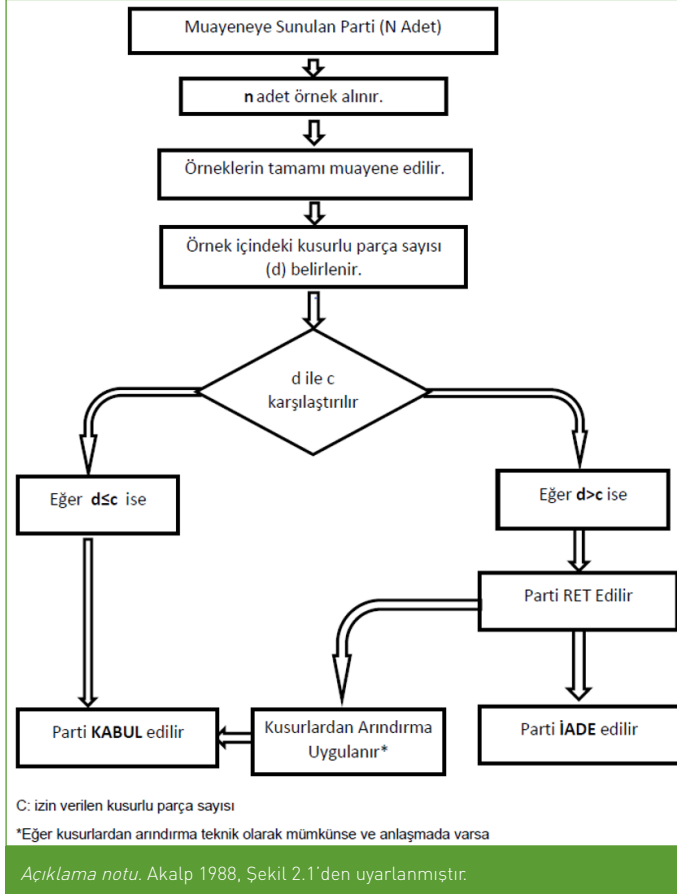 Muayeneye Sunulan Parti (N Adet)
n adet örnek alınır.
Örneklerin tamamı muayene edilir.
Örnek içindeki kusurlu parça sayısı
(d) belirlenir.
d ile c
karşılaştırılır
Eğer d≤c ise
Eğer d>c ise
Parti RET Edilir
Parti KABUL edilir
Kusurlardan Arındırma
Uygulanır*
Parti İADE edilir
C: izin verilen kusurlu parça sayısı
*Eğer kusurlardan arındırma teknik olarak mümkünse ve anlaşmada varsa
Açıklama notu. Akalp 1988, Şekil 2.1'den uyarlanmıştır.